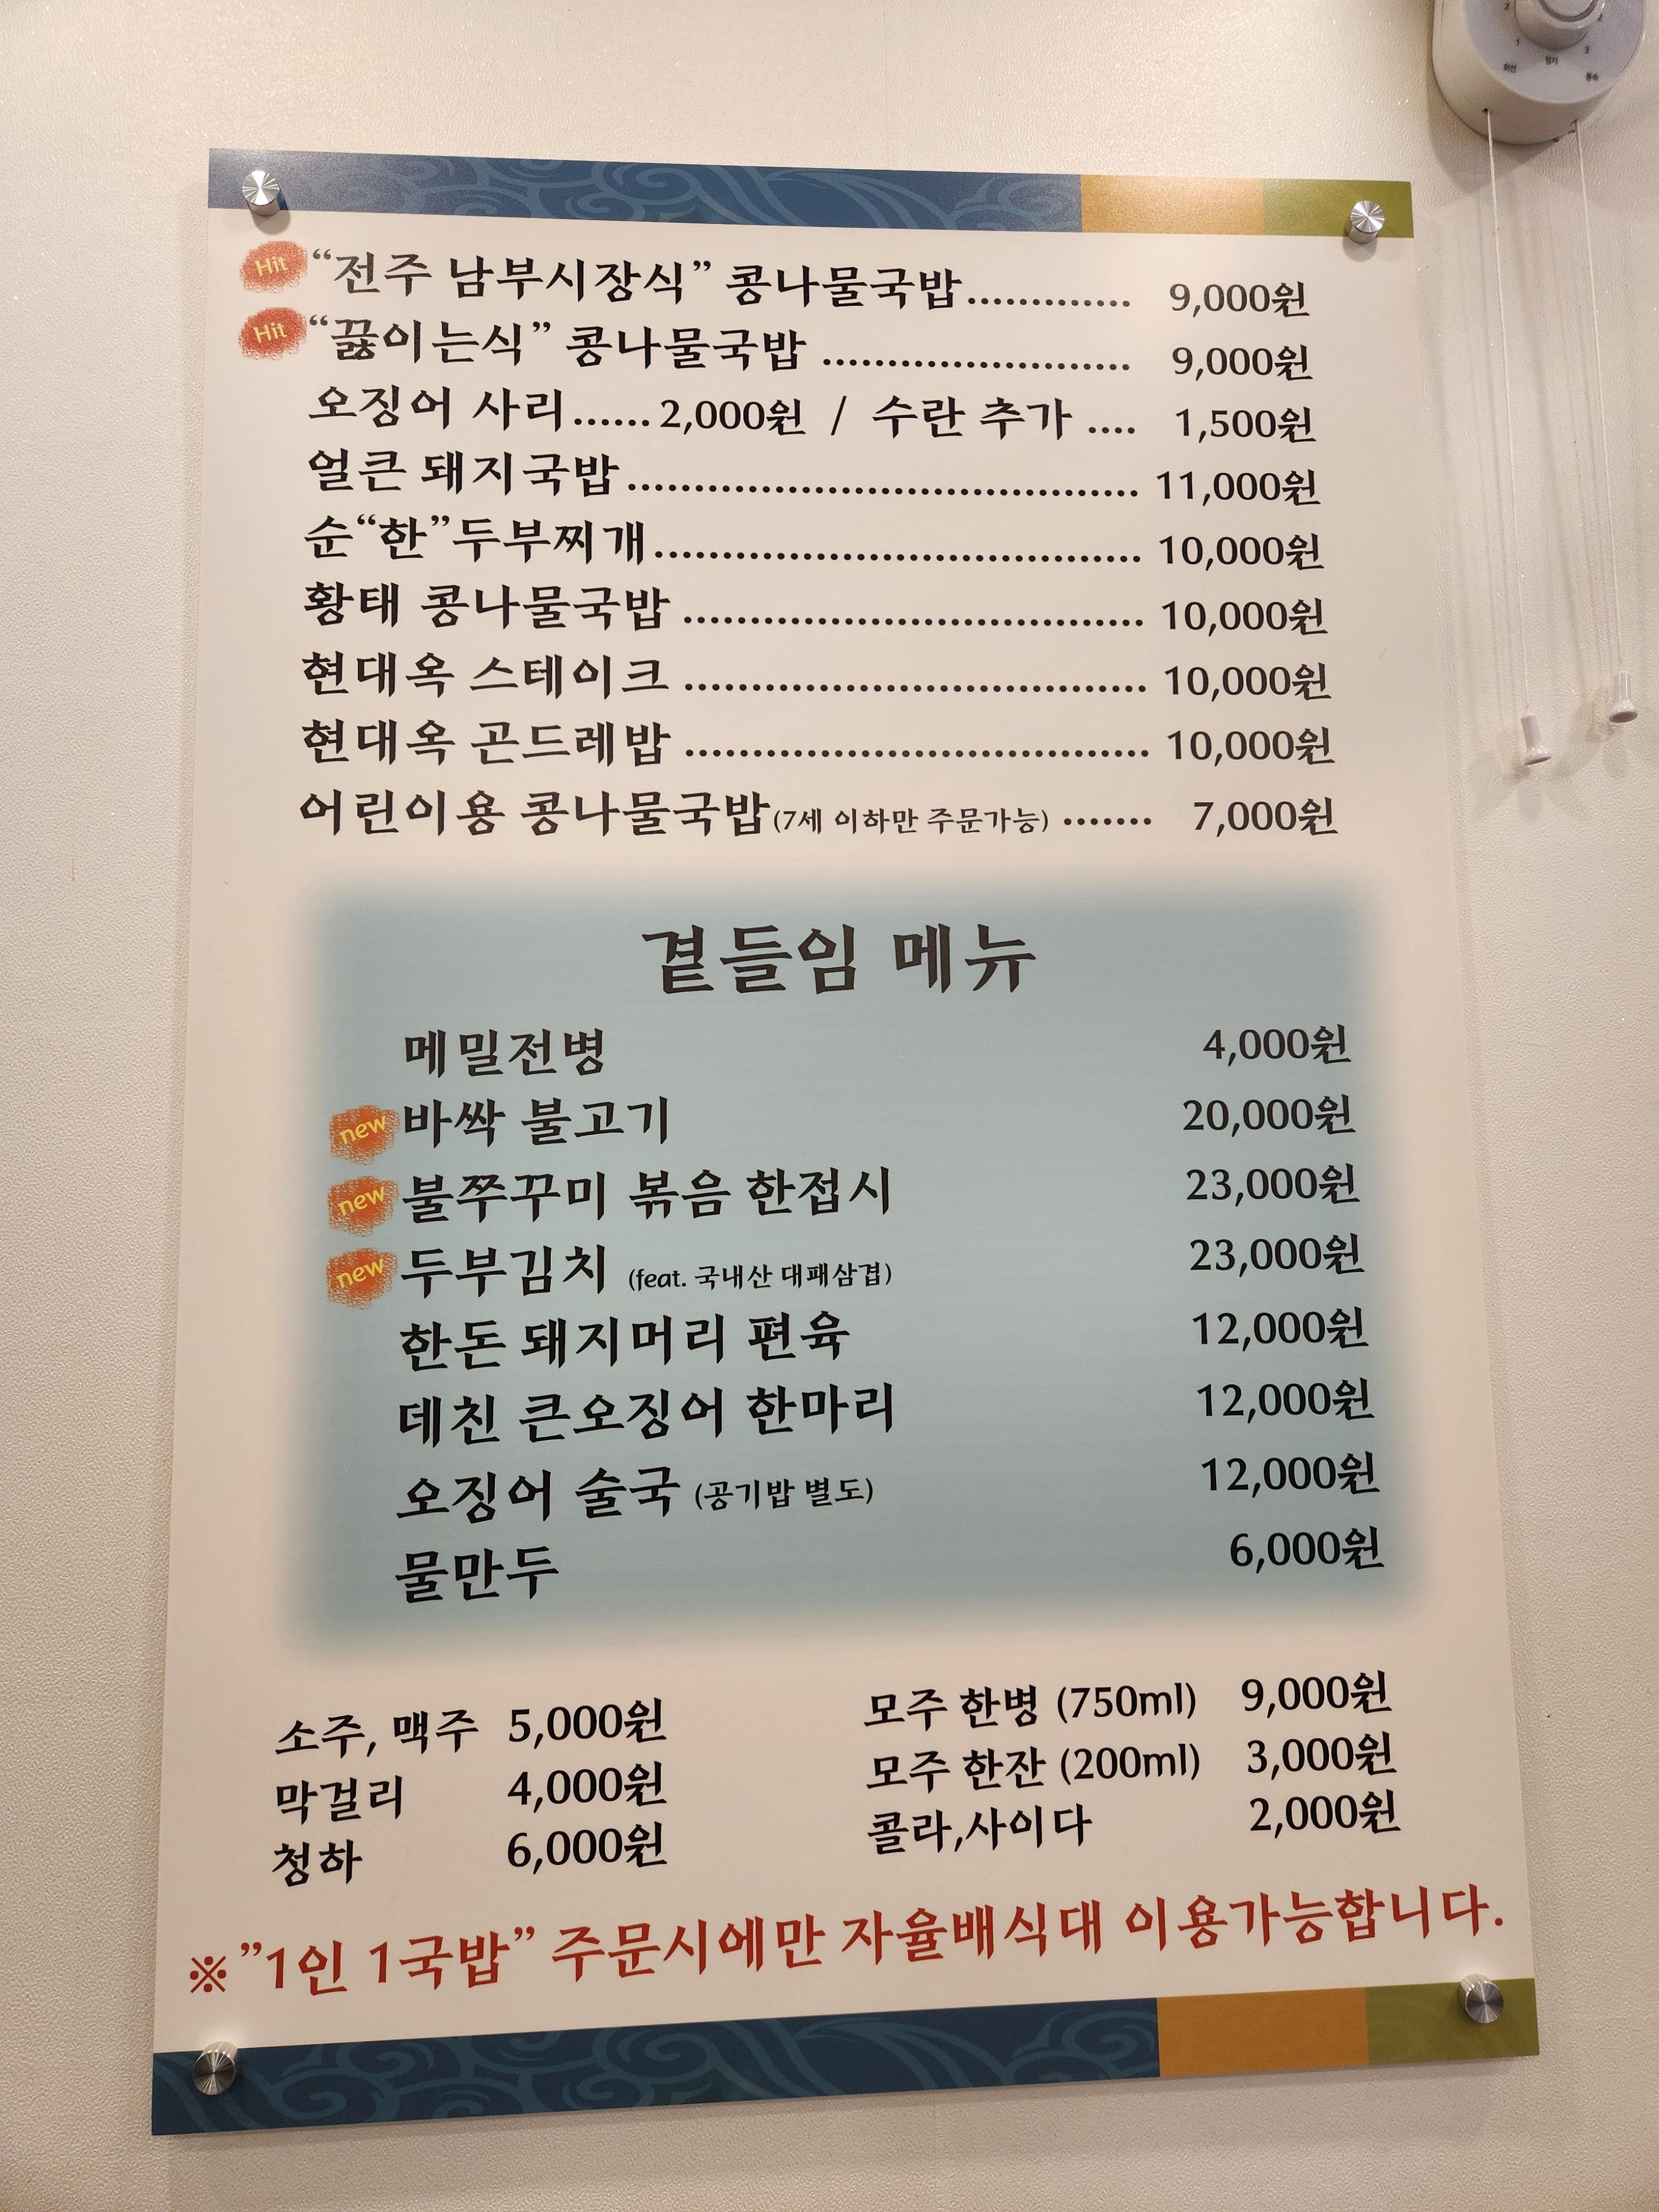 Hit “전주 남부시장식” 콩나물국밥............. 9,000원
Hit “끓이는식” 콩나물국밥 ....................... 9,000원
오징어 사리......2,000원 / 수란 추가 .... 1,500원
얼큰 돼지국밥...................................... 11,000원
순“한”두부찌개.................................... 10,000원
황태 콩나물국밥 .................................. 10,000원
현대옥 스테이크 .................................. 10,000원
현대옥 곤드레밥 .................................. 10,000원
어린이용 콩나물국밥(7세 이하만 주문가능) ....... 7,000원
곁들임 메뉴
메밀전병 4,000원
new 바싹 불고기 20,000원
new 불쭈꾸미 볶음 한접시 23,000원
new 두부김치 (feat. 국내산 대패삼겹) 23,000원
한돈 돼지머리 편육 12,000원
데친 큰오징어 한마리 12,000원
오징어 술국 (공기밥 별도) 12,000원
물만두 6,000원
소주, 맥주 5,000원
막걸리 4,000원
청하 6,000원
모주 한병 (750ml) 9,000원
모주 한잔 (200ml) 3,000원
콜라,사이다 2,000원
※”1인 1국밥” 주문시에만 자율배식대 이용가능합니다.